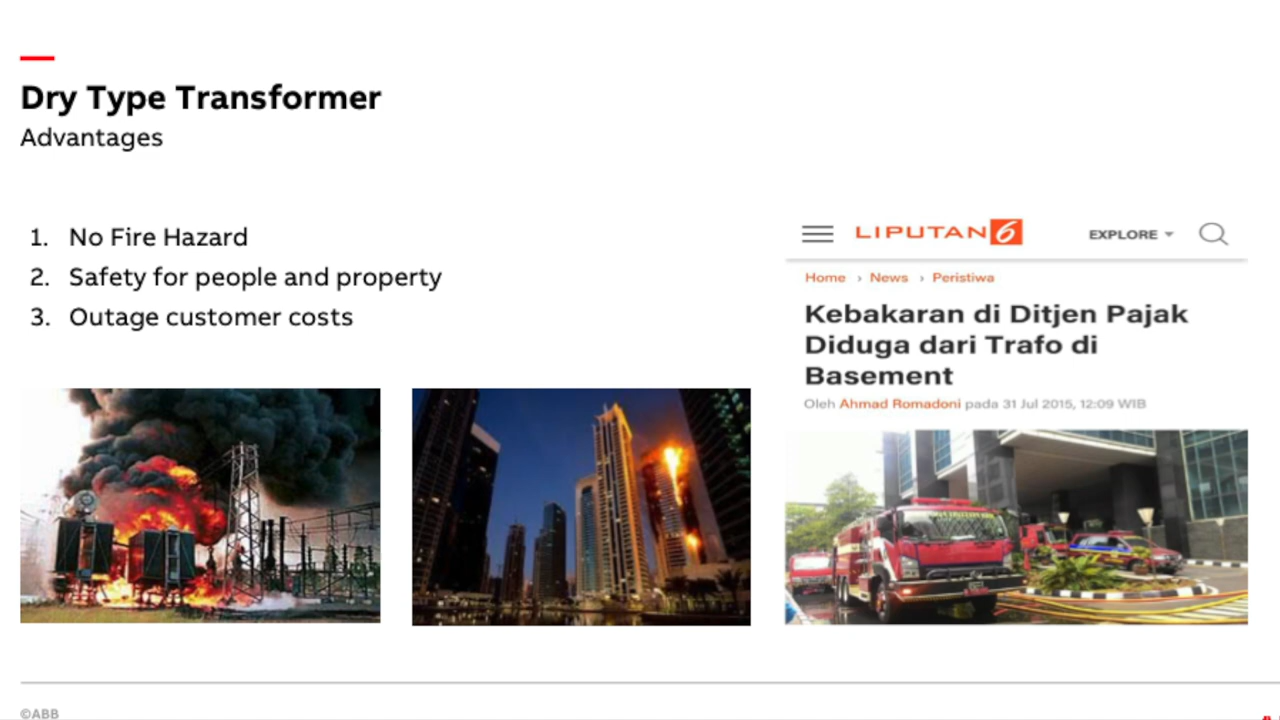 Dry Type Transformer
Advantages
1. No Fire Hazard
2. Safety for people and property
3. Outage customer costs
LIPUTAN 6
EXPLORE
Home › News › Peristiwa
Kebakaran di Ditjen Pajak
Diduga dari Trafo di
Basement
Oleh Ahmad Romadoni pada 31 Jul 2015, 12:09 WIB
©ABB